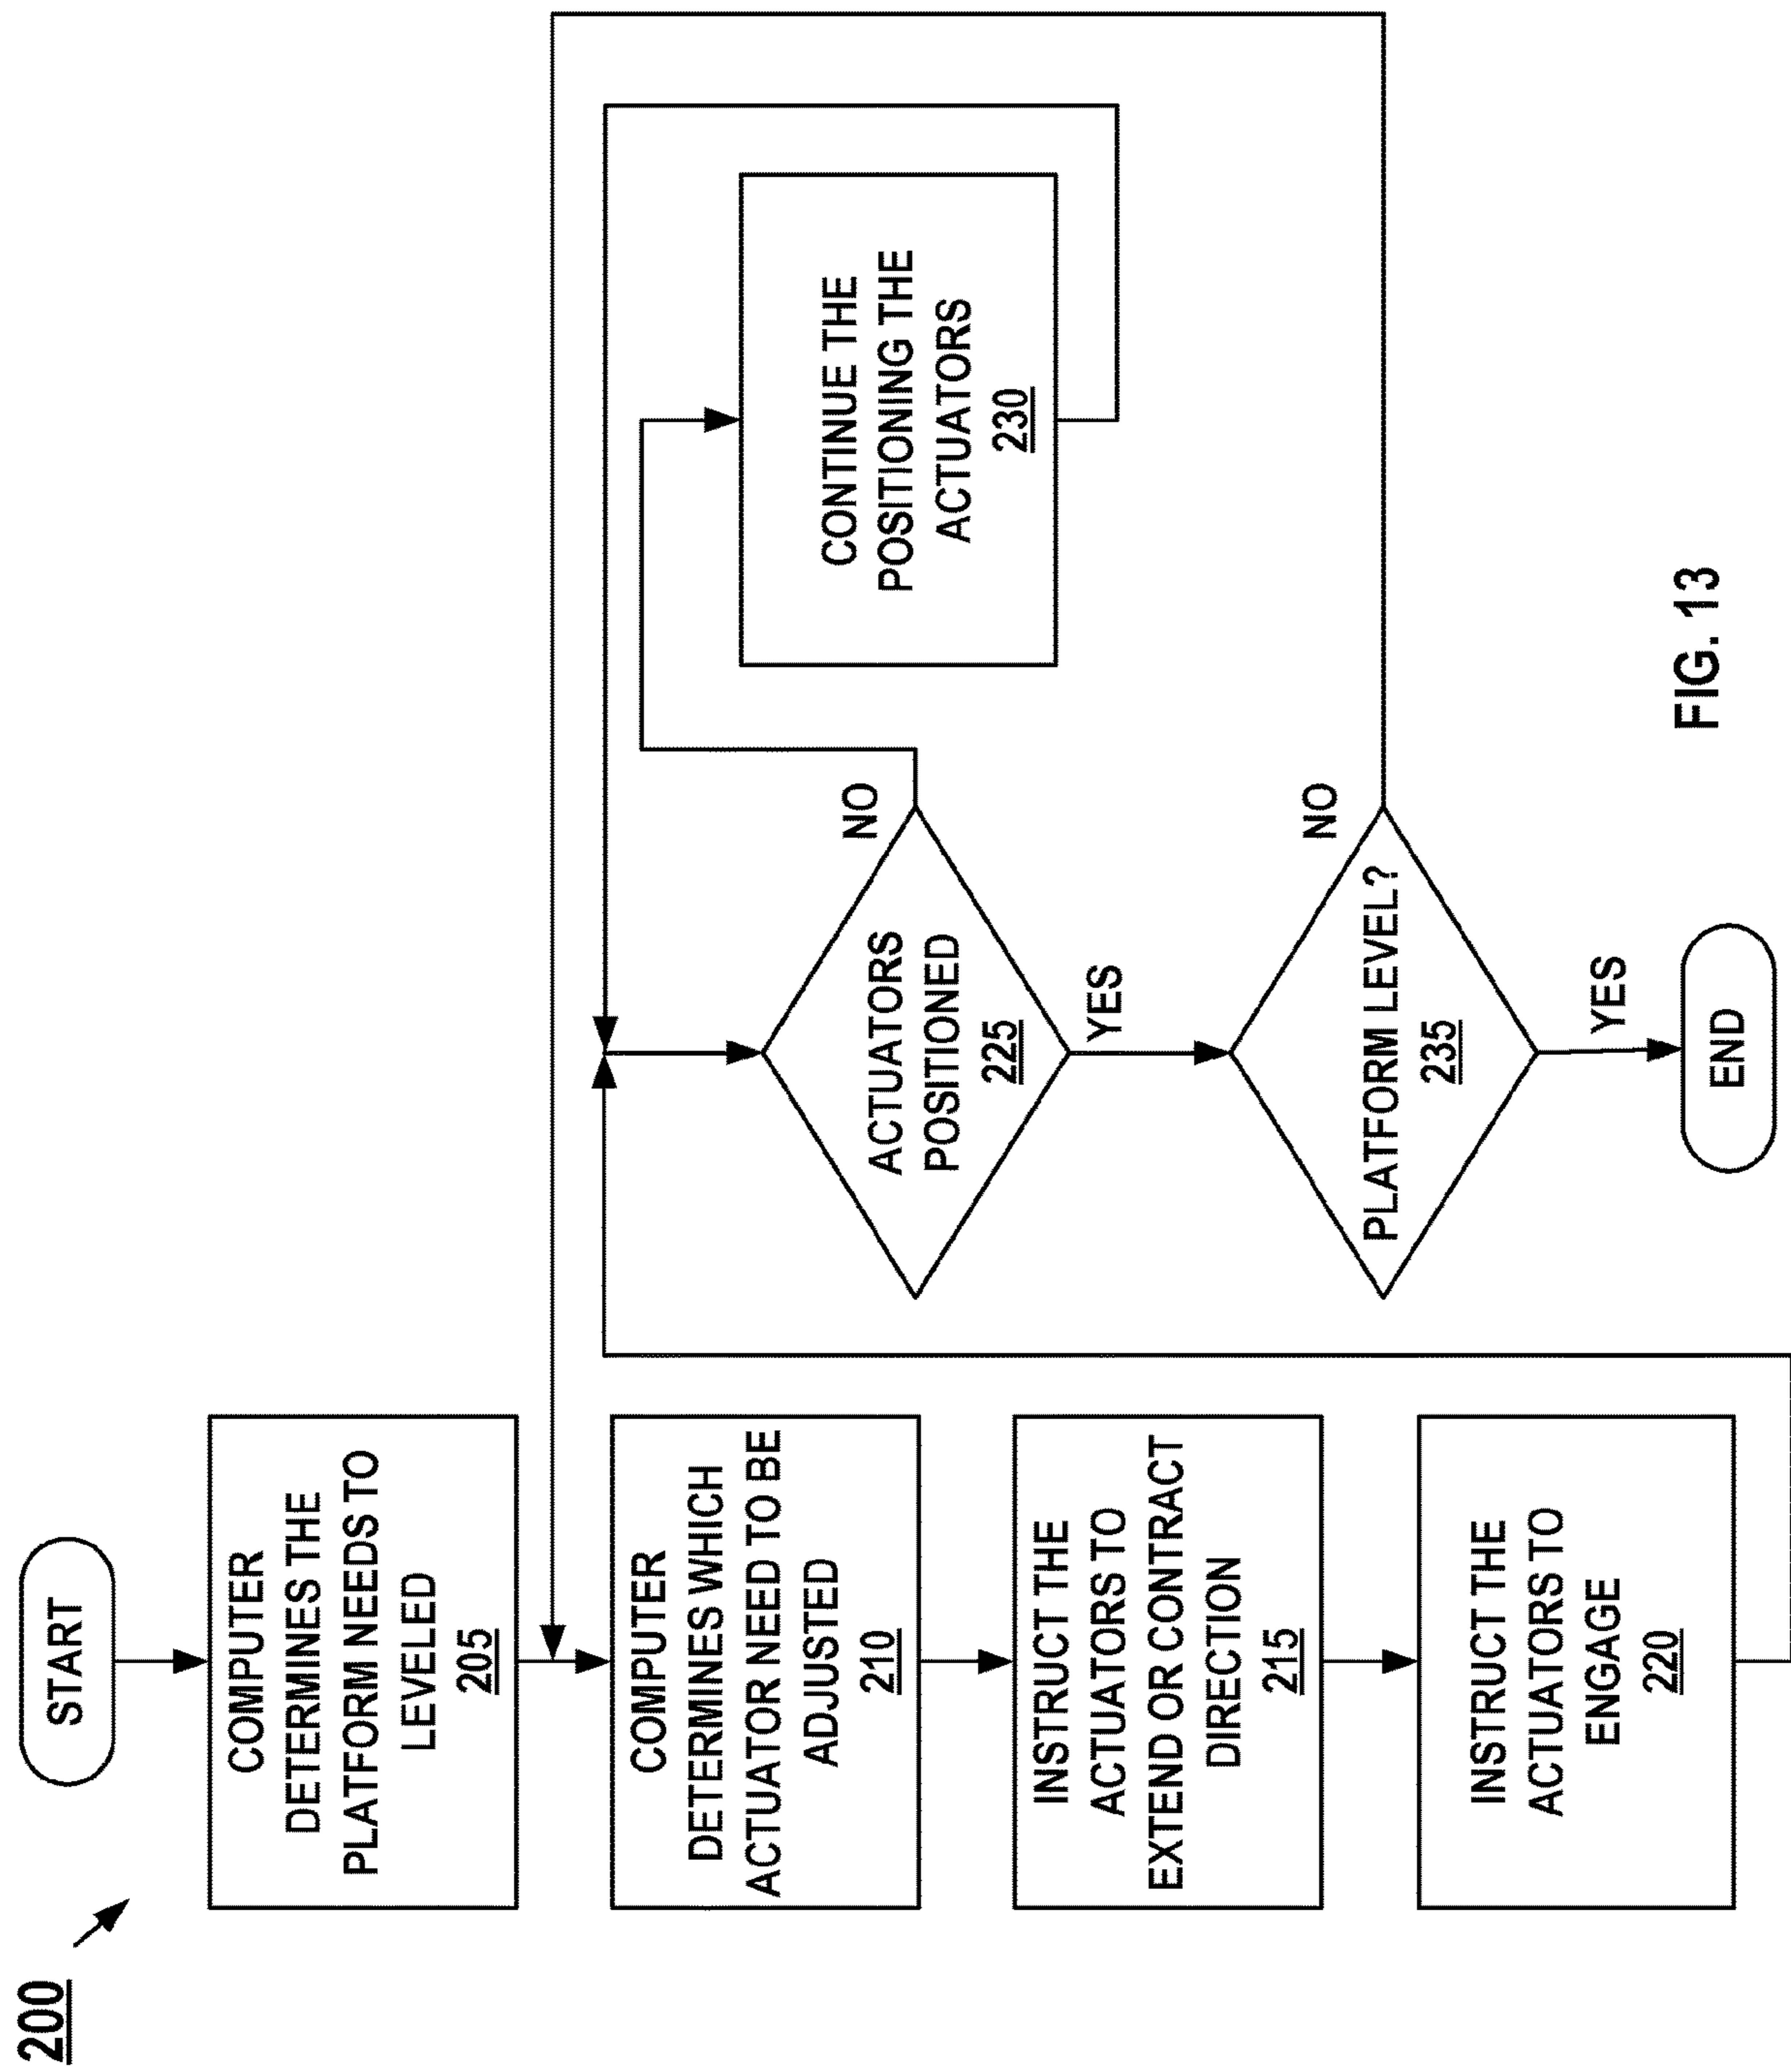 200
START
COMPUTER
DETERMINES THE
PLATFORM NEEDS TO
LEVELED
205
COMPUTER
DETERMINES WHICH
ACTUATOR NEED TO BE
ADJUSTED
210
INSTRUCT THE
ACTUATORS TO
EXTEND OR CONTRACT
DIRECTION
215
INSTRUCT THE
ACTUATORS TO
ENGAGE
220
ACTUATORS
POSITIONED
225
NO
YES
CONTINUE THE
POSITIONING THE
ACTUATORS
230
PLATFORM LEVEL?
235
NO
YES
END
FIG. 13